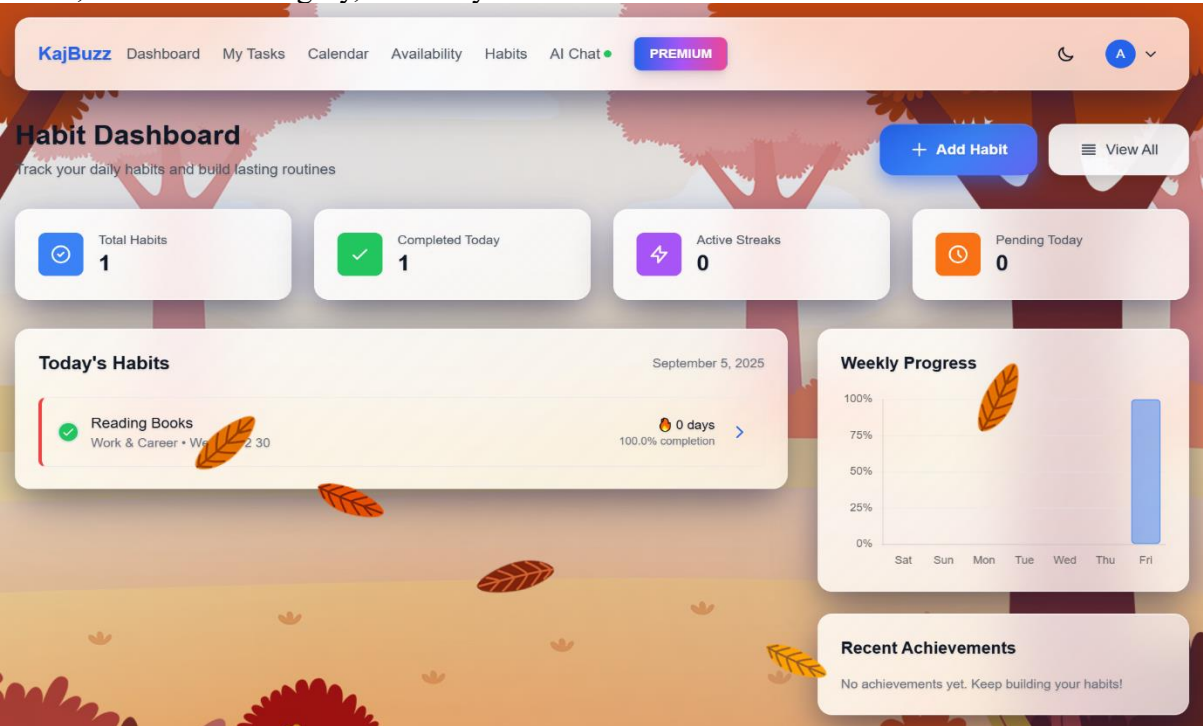 KajBuzz Dashboard My Tasks Calendar Availability Habits AI Chat PREMIUM A
Habit Dashboard
Track your daily habits and build lasting routines
+ Add Habit
View All
Total Habits
1
Completed Today
1
Active Streaks
0
Pending Today
0
Today's Habits
September 5, 2025
Reading Books
Work & Career • 30
0 days
100.0% completion
Weekly Progress
100%
75%
50%
25%
0%
Sat Sun Mon Tue Wed Thu Fri
Recent Achievements
No achievements yet. Keep building your habits!